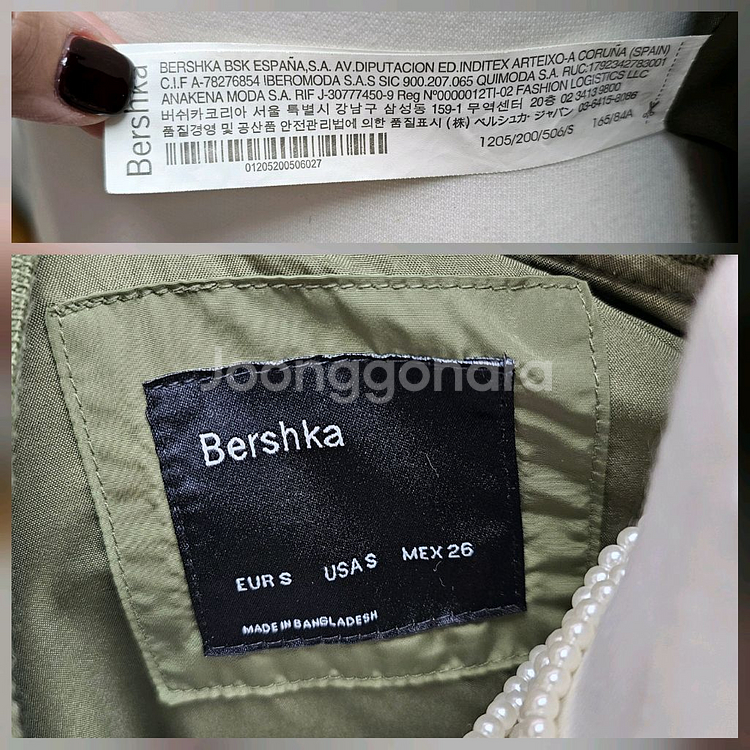 Bershka
BERSHKA BSK ESPAÑA,S.A. AV.DIPUTACION ED.INDITEX ARTEIXO-A CORUÑA (SPAIN)
C.I.F A-78276854 IBEROMODA S.A.S SIC 900.207.065 QUIMODA S.A. RUC.1792342783001
ANAKENA MODA S.A. RIF J-30777450-9 Reg Nº0000012TI-02 FASHION LOGISTICS LLC
버쉬카코리아 서울 특별시 강남구 삼성동 159-1 무역센터 20층 02 3413 9800
품질경영 및 공산품 안전관리법에 의한 품질표시 (株) ベルシュカ・ジャパン 03-6415-8086
01205200506027
1205/200/506/S 165/84A
Joonggonara
Bershka
EUR S USA S MEX 26
MADE IN BANGLADESH